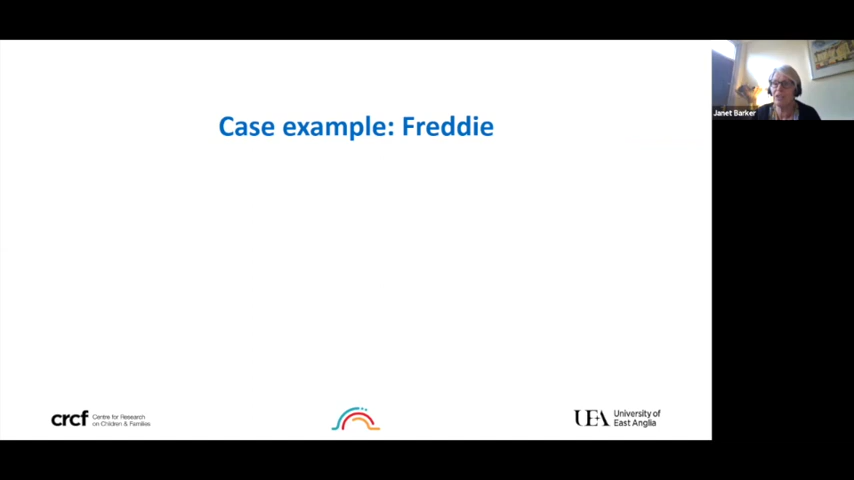 Case example: Freddie
Janet Barker
crcf
Centre for Research
on Children & Families
UEA
University of
East Anglia